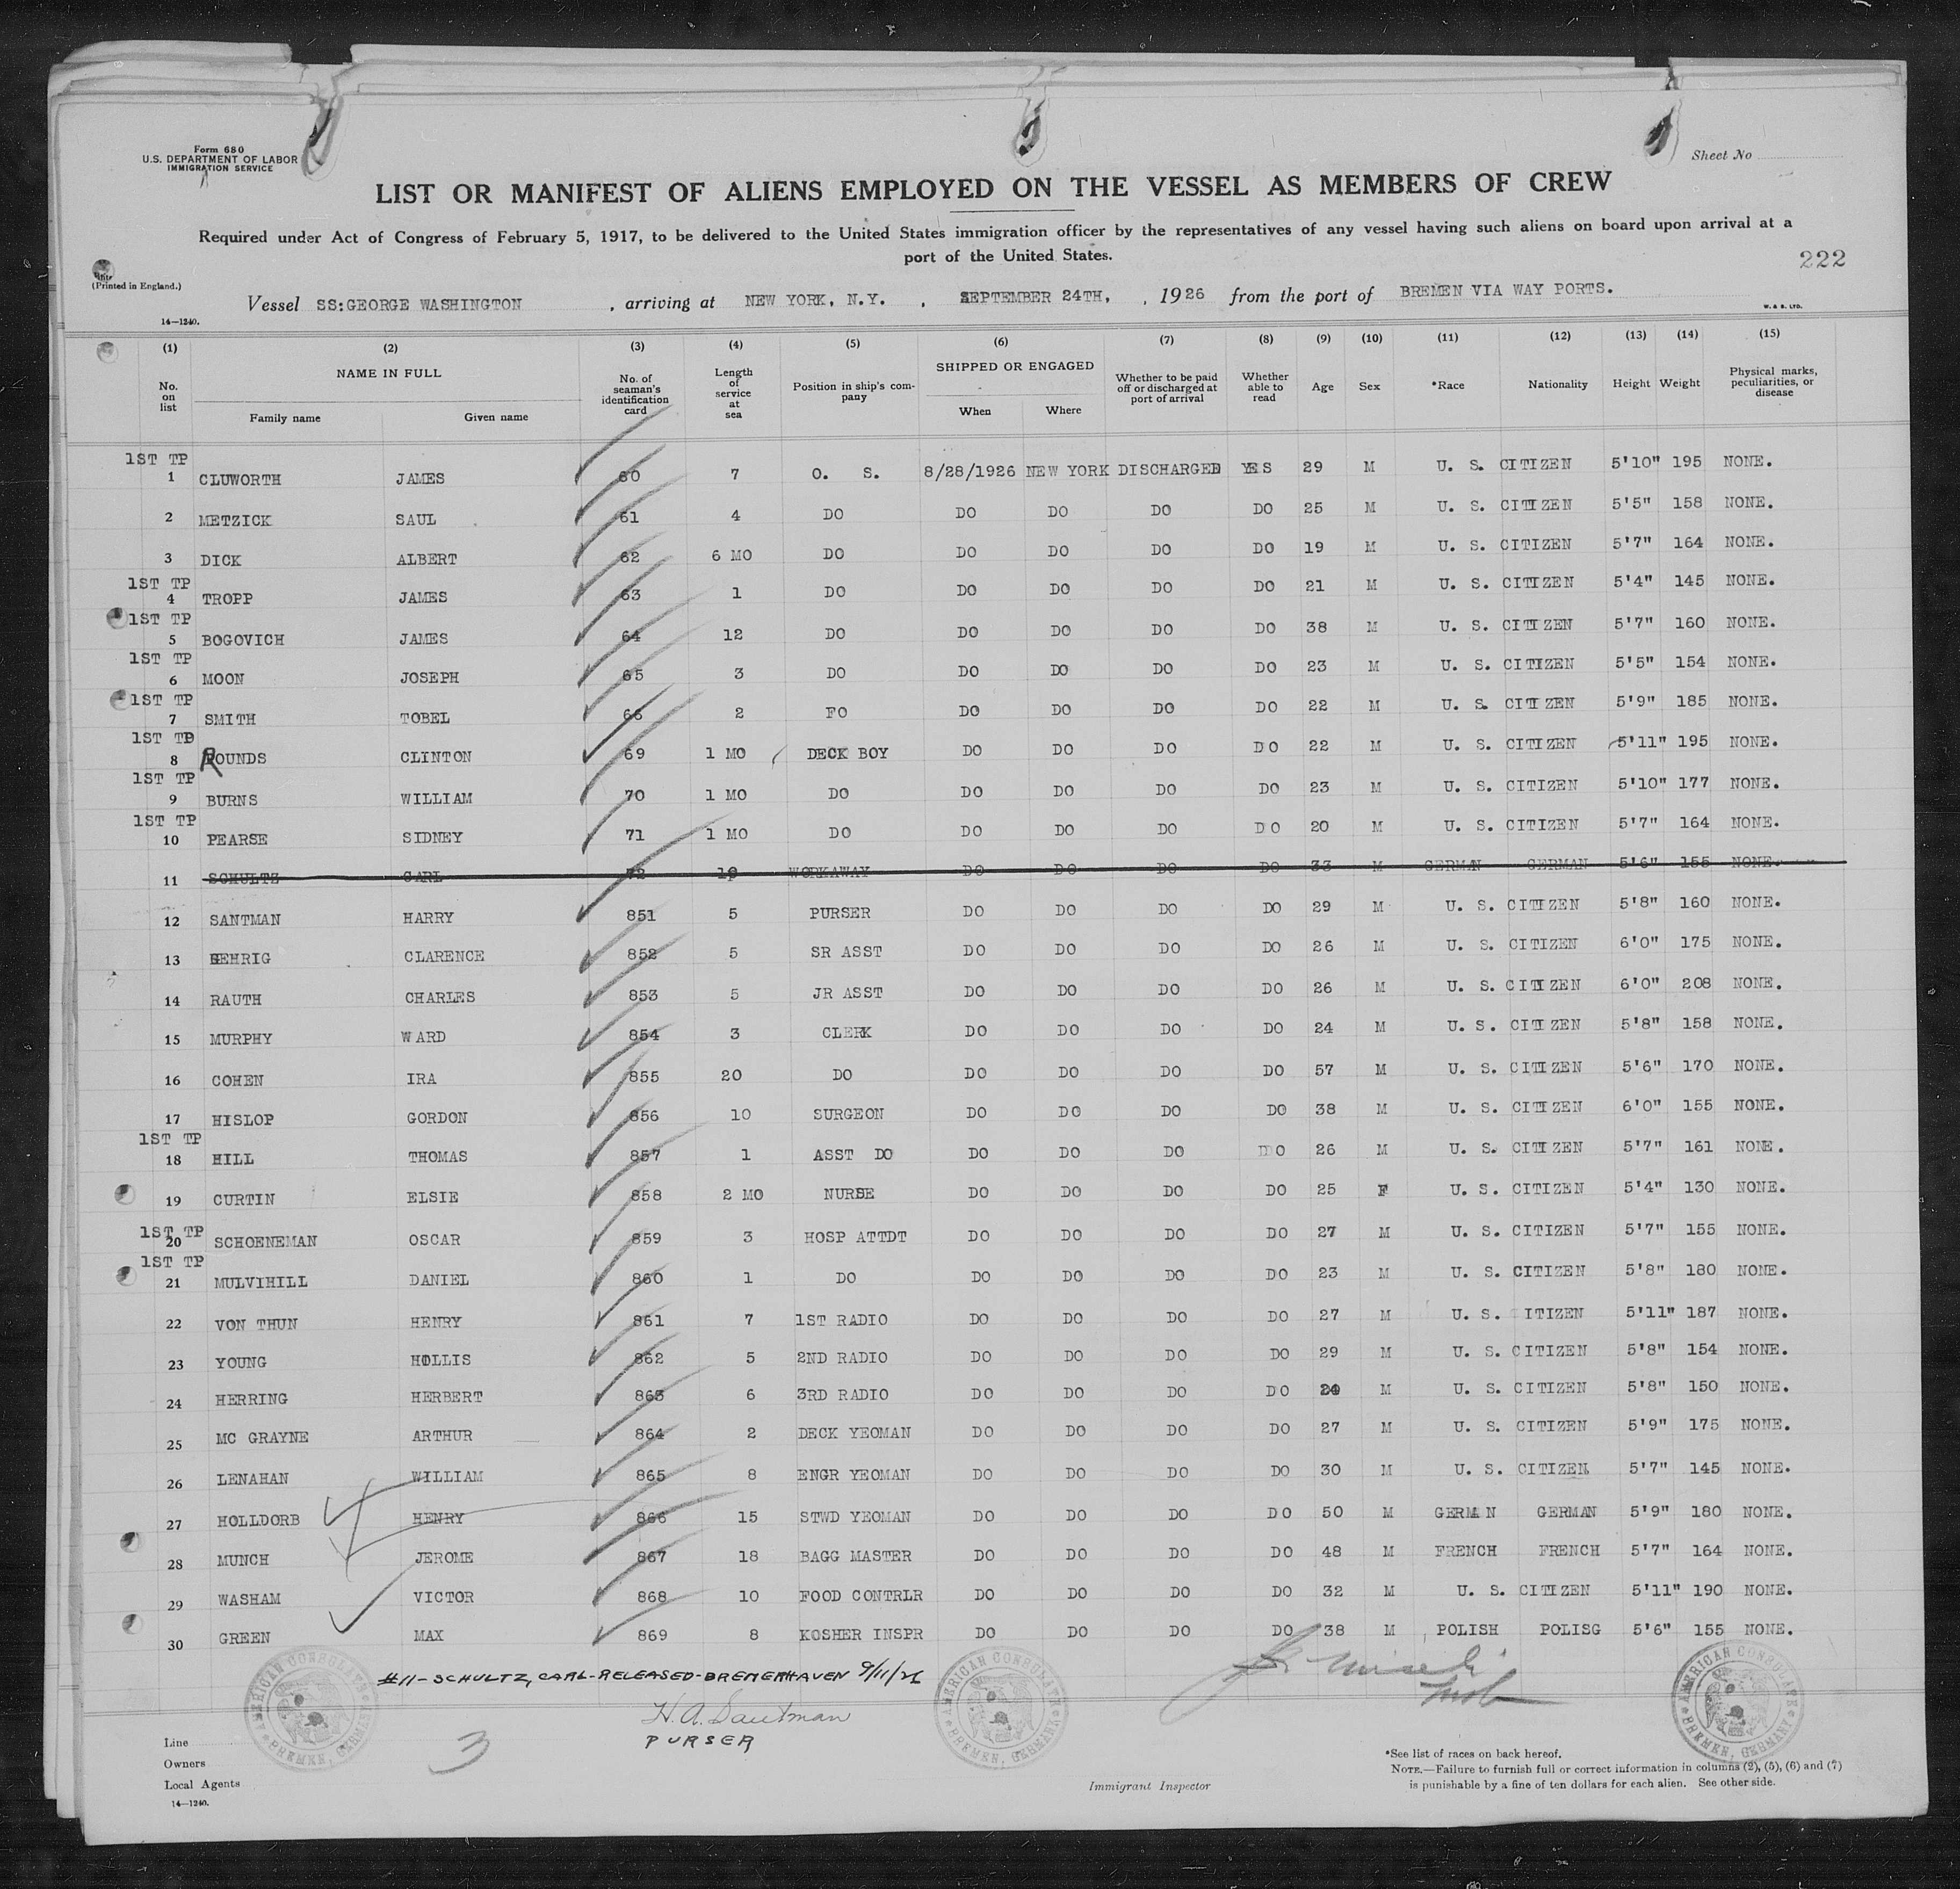 Form 680
U.S. DEPARTMENT OF LABOR
IMMIGRATION SERVICE
Sheet No
LIST OR MANIFEST OF ALIENS EMPLOYED ON THE VESSEL AS MEMBERS OF CREW
Required under Act of Congress of February 5, 1917, to be delivered to the United States immigration officer by the representatives of any vessel having such aliens on board upon arrival at a
port of the United States.
222
(Printed in England.)
Vessel SS:GEORGE WASHINGTON , arriving at NEW YORK, N.Y. , SEPTEMBER 24TH, , 1926 from the port of BREMEN VIA WAY PORTS.
14—1240.
W. & S. LTD.
(1) (2) (3) (4) (5) (6) (7) (8) (9) (10) (11) (12) (13) (14) (15)
No. on list NAME IN FULL Family name Given name No. of seaman's identification card Length of service at sea Position in ship's company SHIPPED OR ENGAGED When Where Whether to be paid off or discharged at port of arrival Whether able to read Age Sex *Race Nationality Height Weight Physical marks, peculiarities, or disease
1ST TP
1 CLUWORTH JAMES 60 7 O. S. 8/28/1926 NEW YORK DISCHARGED YES 29 M U. S. CITIZEN 5'10" 195 NONE.
2 METZICK SAUL 61 4 DO DO DO DO DO 25 M U. S. CITIZEN 5'5" 158 NONE.
3 DICK ALBERT 62 6 MO DO DO DO DO DO 19 M U. S. CITIZEN 5'7" 164 NONE.
1ST TP
4 TROPP JAMES 63 1 DO DO DO DO DO 21 M U. S. CITIZEN 5'4" 145 NONE.
1ST TP
5 BOGOVICH JAMES 64 12 DO DO DO DO DO 38 M U. S. CITIZEN 5'7" 160 NONE.
1ST TP
6 MOON JOSEPH 65 3 DO DO DO DO DO 23 M U. S. CITIZEN 5'5" 154 NONE.
1ST TP
7 SMITH TOBEL 66 2 FO DO DO DO DO 22 M U. S. CITIZEN 5'9" 185 NONE.
1ST TP
8 ROUNDS CLINTON 69 1 MO DECK BOY DO DO DO DO 22 M U. S. CITIZEN 5'11" 195 NONE.
1ST TP
9 BURNS WILLIAM 70 1 MO DO DO DO DO DO 23 M U. S. CITIZEN 5'10" 177 NONE.
1ST TP
10 PEARSE SIDNEY 71 1 MO DO DO DO DO DO 20 M U. S. CITIZEN 5'7" 164 NONE.
11 SCHULTZ CARL 72 WORKAWAY DO DO DO DO 33 M GERMAN GERMAN 5'6" 155 NONE.
12 SANTMAN HARRY 851 5 PURSER DO DO DO DO 29 M U. S. CITIZEN 5'8" 160 NONE.
13 GEHRIG CLARENCE 852 5 SR ASST DO DO DO DO 26 M U. S. CITIZEN 6'0" 175 NONE.
14 RAUTH CHARLES 853 5 JR ASST DO DO DO DO 26 M U. S. CITIZEN 6'0" 208 NONE.
15 MURPHY WARD 854 3 CLERK DO DO DO DO 24 M U. S. CITIZEN 5'8" 158 NONE.
16 COHEN IRA 855 20 DO DO DO DO DO 57 M U. S. CITIZEN 5'6" 170 NONE.
17 HISLOP GORDON 856 10 SURGEON DO DO DO DO 38 M U. S. CITIZEN 6'0" 155 NONE.
1ST TP
18 HILL THOMAS 857 1 ASST DO DO DO DO DO 26 M U. S. CITIZEN 5'7" 161 NONE.
19 CURTIN ELSIE 858 2 MO NURSE DO DO DO DO 25 F U. S. CITIZEN 5'4" 130 NONE.
1ST TP
20 SCHOENEMAN OSCAR 859 3 HOSP ATTDT DO DO DO DO 27 M U. S. CITIZEN 5'7" 155 NONE.
1ST TP
21 MULVIHILL DANIEL 860 1 DO DO DO DO DO 23 M U. S. CITIZEN 5'8" 180 NONE.
22 VON THUN HENRY 861 7 1ST RADIO DO DO DO DO 27 M U. S. CITIZEN 5'11" 187 NONE.
23 YOUNG HOLLIS 862 5 2ND RADIO DO DO DO DO 29 M U. S. CITIZEN 5'8" 154 NONE.
24 HERRING HERBERT 863 6 3RD RADIO DO DO DO DO M U. S. CITIZEN 5'8" 150 NONE.
25 MC GRAYNE ARTHUR 864 2 DECK YEOMAN DO DO DO DO 27 M U. S. CITIZEN 5'9" 175 NONE.
26 LENAHAN WILLIAM 865 8 ENGR YEOMAN DO DO DO DO 30 M U. S. CITIZEN 5'7" 145 NONE.
27 HOLLDORB HENRY 866 15 STWD YEOMAN DO DO DO DO 50 M GERMAN GERMAN 5'9" 180 NONE.
28 MUNCH JEROME 867 18 BAGG MASTER DO DO DO DO 48 M FRENCH FRENCH 5'7" 164 NONE.
29 WASHAM VICTOR 868 10 FOOD CONTRLR DO DO DO DO 32 M U. S. CITIZEN 5'11" 190 NONE.
30 GREEN MAX 869 8 KOSHER INSPR DO DO DO DO 38 M POLISH POLISG 5'6" 155 NONE.
#11-SCHULTZ, CARL-RELEASED-BREMERHAVEN 9/11/26
H.A. Santman
PURSER
AMERICAN CONSULATE BREMEN, GERMANY
AMERICAN CONSULATE BREMEN, GERMANY
AMERICAN CONSULATE BREMEN, GERMANY
Line
Owners
Local Agents
14—1240.
3
Immigrant Inspector
*See list of races on back hereof.
NOTE.—Failure to furnish full or correct information in columns (2), (5), (6) and (7)
is punishable by a fine of ten dollars for each alien. See other side.